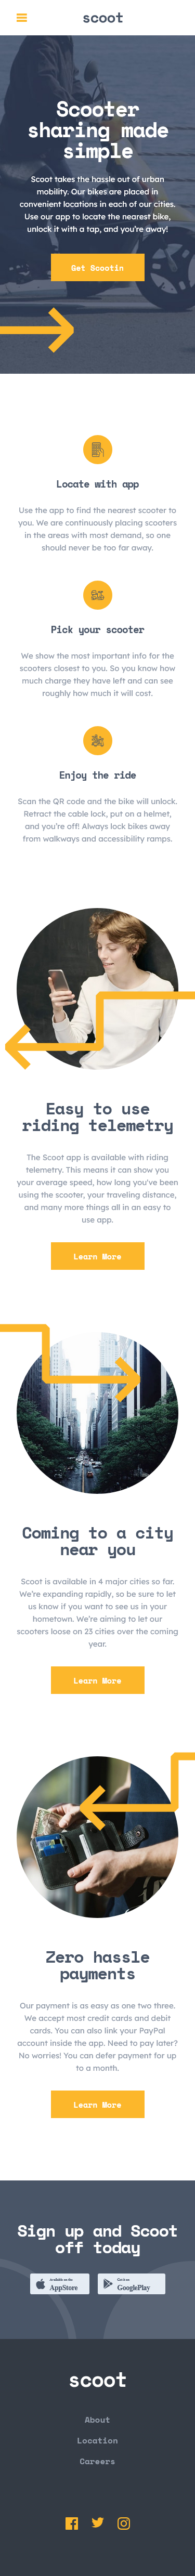 scoot
Scooter
sharing made
simple
Scoot takes the hassle out of urban
mobility. Our bikes are placed in
convenient locations in each of our cities.
Use our app to locate the nearest bike,
unlock it with a tap, and you're away!
Get Scootin
Locate with app
Use the app to find the nearest scooter to
you. We are continuously placing scooters
in the areas with most demand, so one
should never be too far away.
Pick your scooter
We show the most important info for the
scooters closest to you. So you know how
much charge they have left and can see
roughly how much it will cost.
Enjoy the ride
Scan the QR code and the bike will unlock.
Retract the cable lock, put on a helmet,
and you're off! Always lock bikes away
from walkways and accessibility ramps.
Easy to use
riding telemetry
The Scoot app is available with riding
telemetry. This means it can show you
your average speed, how long you've been
using the scooter, your traveling distance,
and many more things all in an easy to
use app.
Learn More
Coming to a city
near you
Scoot is available in 4 major cities so far.
We're expanding rapidly, so be sure to let
us know if you want to see us in your
hometown. We're aiming to let our
scooters loose on 23 cities over the coming
year.
Learn More
Zero hassle
payments
Our payment is as easy as one two three.
We accept most credit cards and debit
cards. You can also link your PayPal
account inside the app. Need to pay later?
No worries! You can defer payment for up
to a month.
Learn More
Sign up and Scoot
off today
Available on the
AppStore
Get it on
GooglePlay
scoot
About
Location
Careers